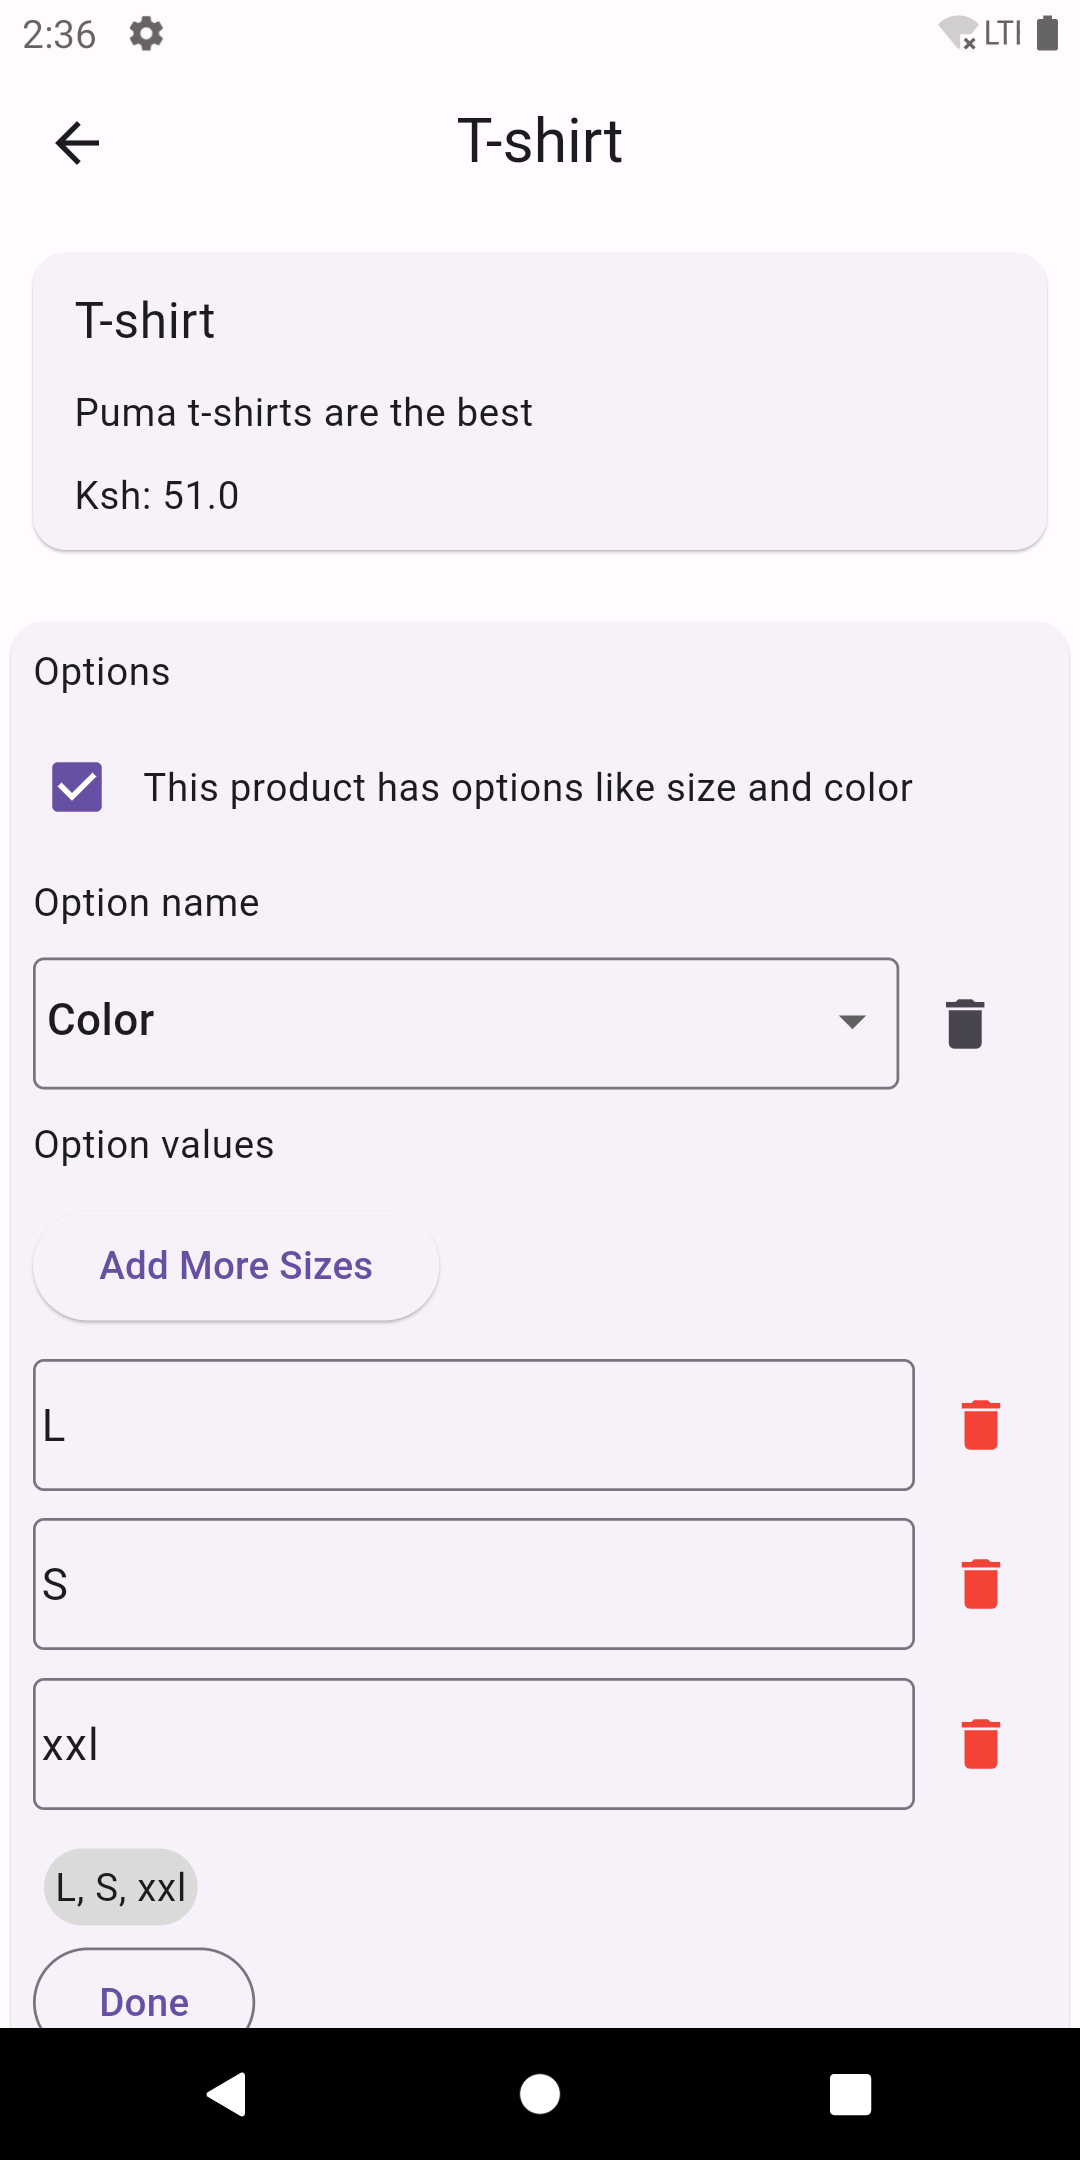 2:36 LTE
T-shirt
T-shirt
Puma t-shirts are the best
Ksh: 51.0
Options
This product has options like size and color
Option name
Color
Option values
Add More Sizes
L
S
xxl
L, S, xxl
Done